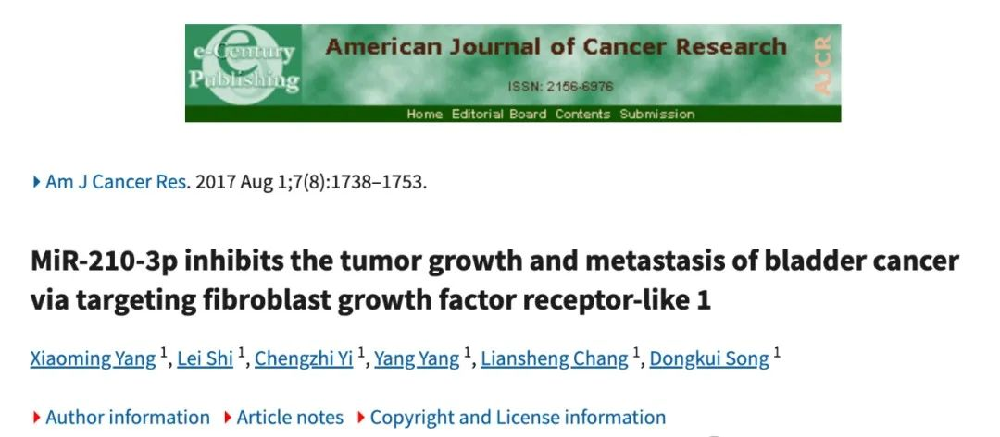 e-Century
Publishing
American Journal of Cancer Research
AJCR
ISSN: 2156-6976
Home Editorial Board Contents Submission
Am J Cancer Res. 2017 Aug 1;7(8):1738–1753.
MiR-210-3p inhibits the tumor growth and metastasis of bladder cancer
via targeting fibroblast growth factor receptor-like 1
Xiaoming Yang 1, Lei Shi 1, Chengzhi Yi 1, Yang Yang 1, Liansheng Chang 1, Dongkui Song 1
Author information Article notes Copyright and License information